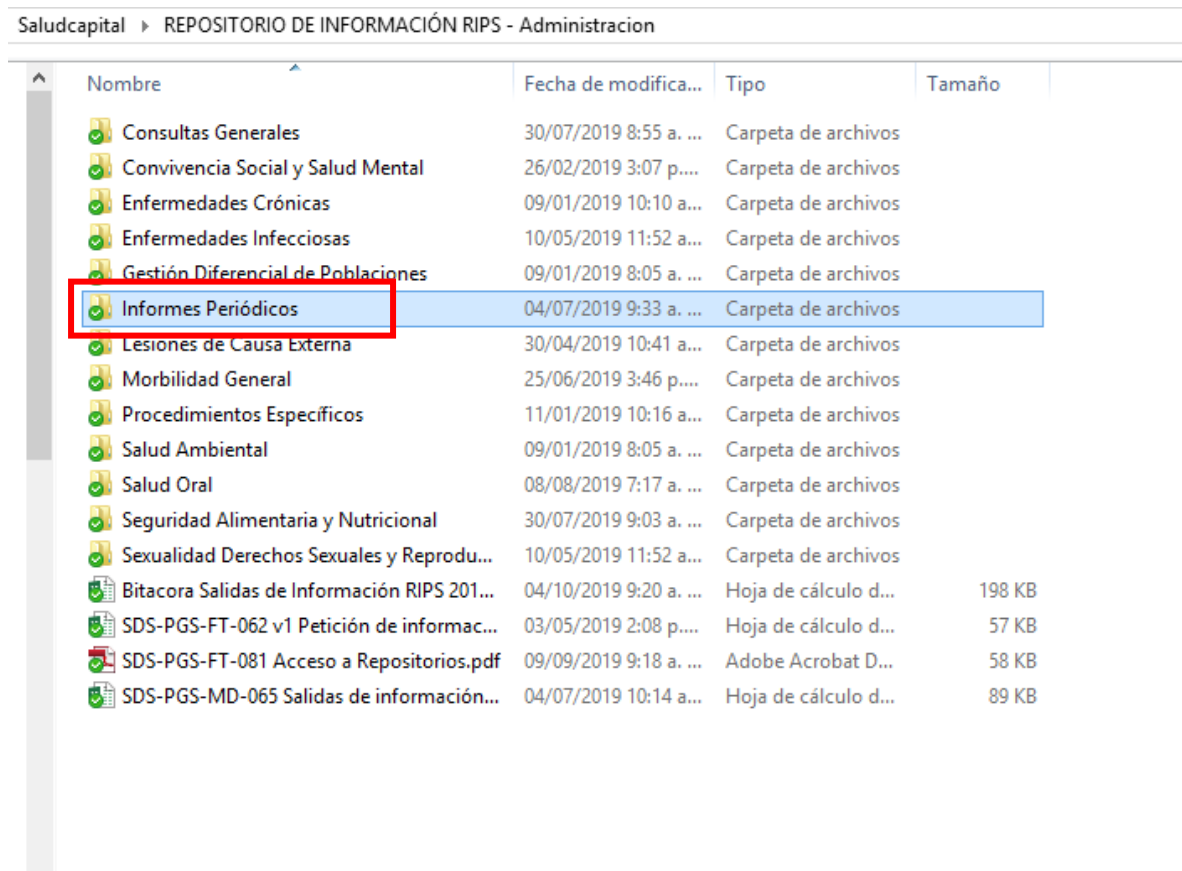 Saludcapital REPOSITORIO DE INFORMACIÓN RIPS - Administracion
Nombre Fecha de modifica... Tipo Tamaño
Consultas Generales 30/07/2019 8:55 a. ... Carpeta de archivos
Convivencia Social y Salud Mental 26/02/2019 3:07 p.... Carpeta de archivos
Enfermedades Crónicas 09/01/2019 10:10 a... Carpeta de archivos
Enfermedades Infecciosas 10/05/2019 11:52 a... Carpeta de archivos
Gestión Diferencial de Poblaciones 09/01/2019 8:05 a. ... Carpeta de archivos
Informes Periódicos 04/07/2019 9:33 a. ... Carpeta de archivos
Lesiones de Causa Externa 30/04/2019 10:41 a... Carpeta de archivos
Morbilidad General 25/06/2019 3:46 p.... Carpeta de archivos
Procedimientos Específicos 11/01/2019 10:16 a... Carpeta de archivos
Salud Ambiental 09/01/2019 8:05 a. ... Carpeta de archivos
Salud Oral 08/08/2019 7:17 a. ... Carpeta de archivos
Seguridad Alimentaria y Nutricional 30/07/2019 9:03 a. ... Carpeta de archivos
Sexualidad Derechos Sexuales y Reprodu... 10/05/2019 11:52 a... Carpeta de archivos
Bitacora Salidas de Información RIPS 201... 04/10/2019 9:20 a. ... Hoja de cálculo d... 198 KB
SDS-PGS-FT-062 v1 Petición de informac... 03/05/2019 2:08 p.... Hoja de cálculo d... 57 KB
SDS-PGS-FT-081 Acceso a Repositorios.pdf 09/09/2019 9:18 a. ... Adobe Acrobat D... 58 KB
SDS-PGS-MD-065 Salidas de información... 04/07/2019 10:14 a... Hoja de cálculo d... 89 KB